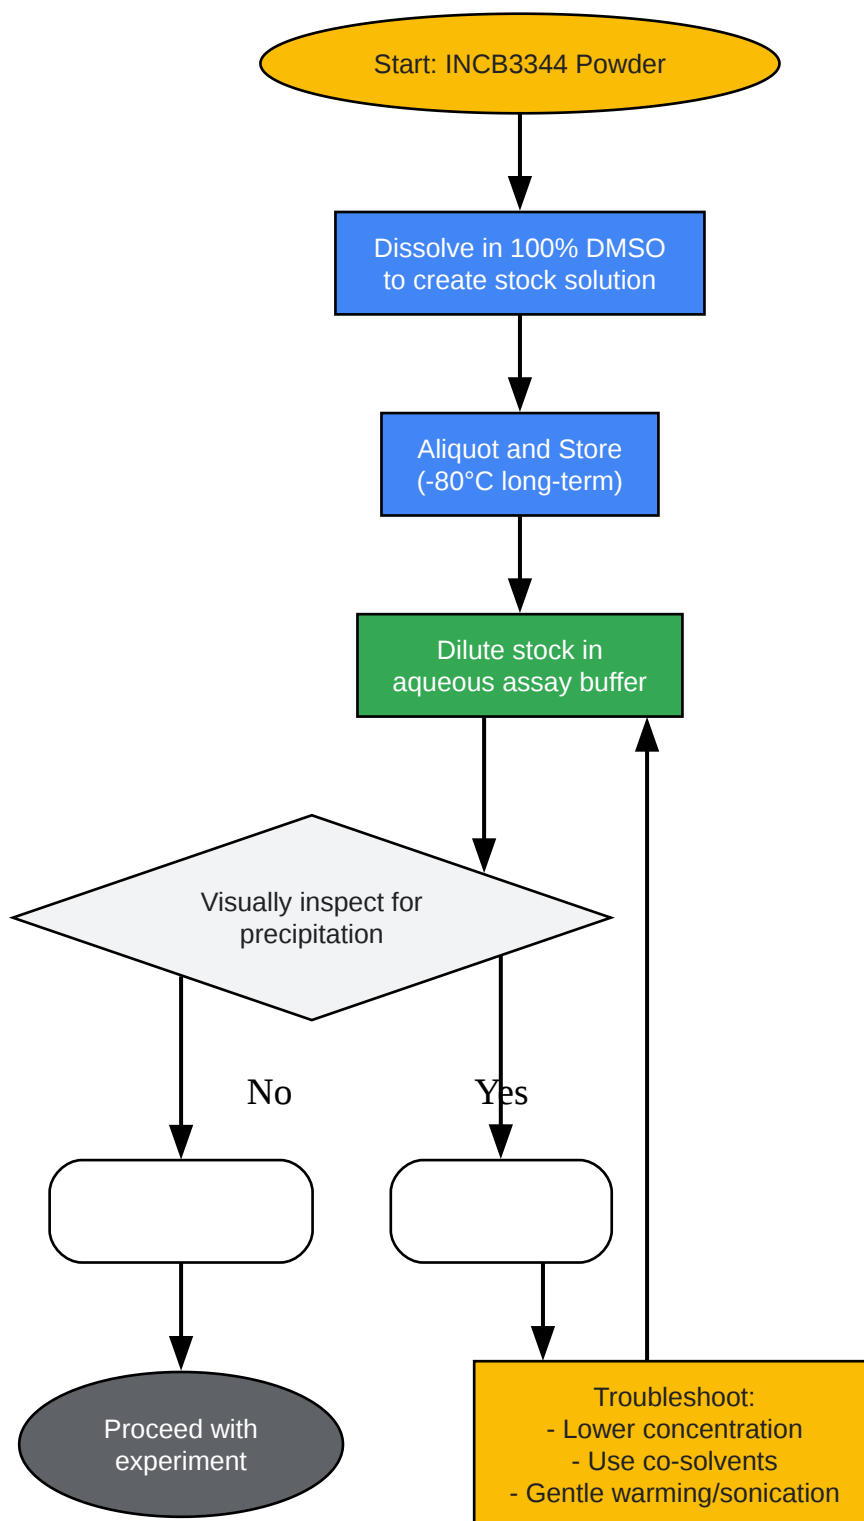 Start: INCB3344 Powder
Dissolve in 100% DMSO
to create stock solution
Aliquot and Store
(-80°C long-term)
Dilute stock in
aqueous assay buffer
Visually inspect for
precipitation
No
Yes
Proceed with
experiment
Troubleshoot:
- Lower concentration
- Use co-solvents
- Gentle warming/sonication